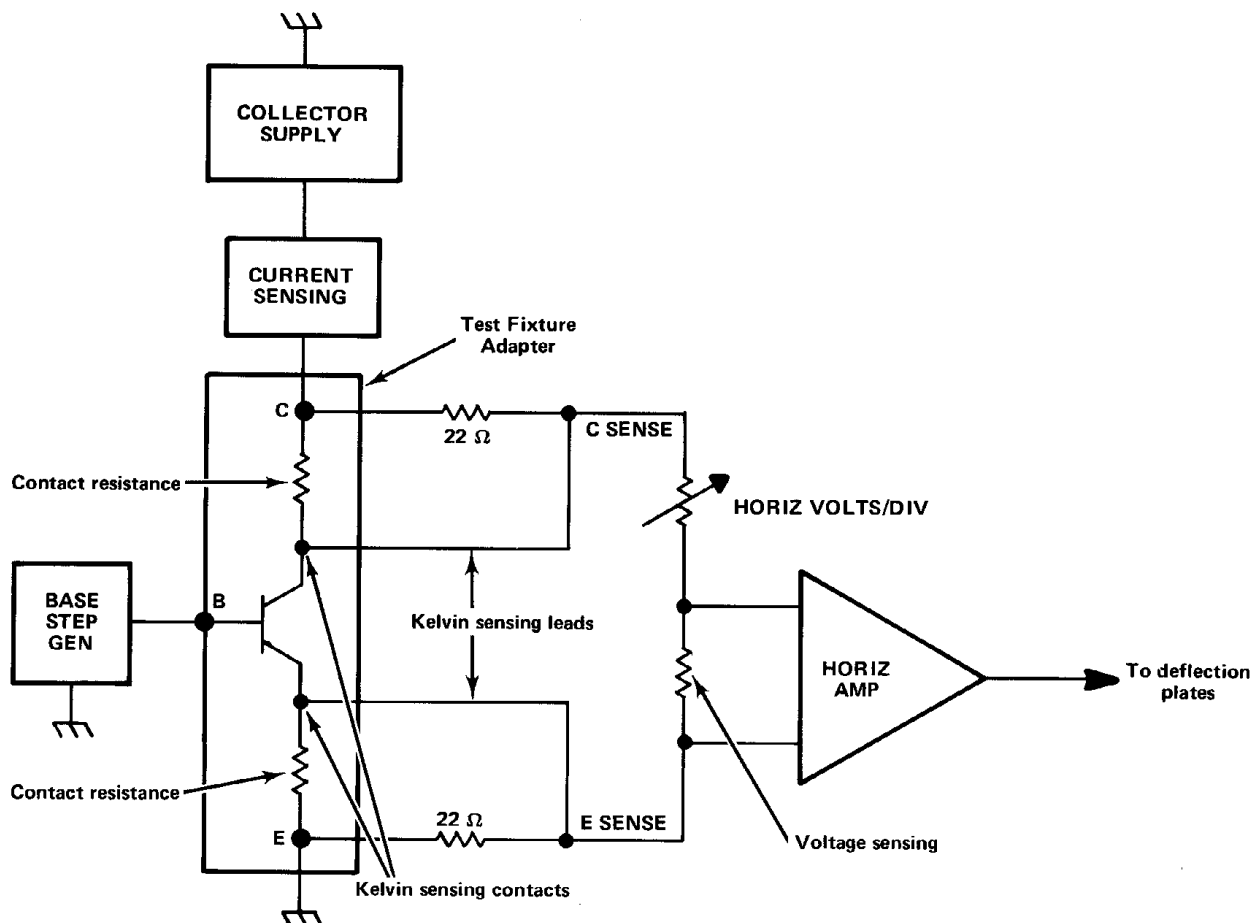 COLLECTOR
SUPPLY
CURRENT
SENSING
Test Fixture
Adapter
C
22 Ω
C SENSE
Contact resistance
HORIZ VOLTS/DIV
BASE
STEP
GEN
B
Kelvin sensing leads
HORIZ
AMP
To deflection
plates
Contact resistance
E
22 Ω
E SENSE
Voltage sensing
Kelvin sensing contacts